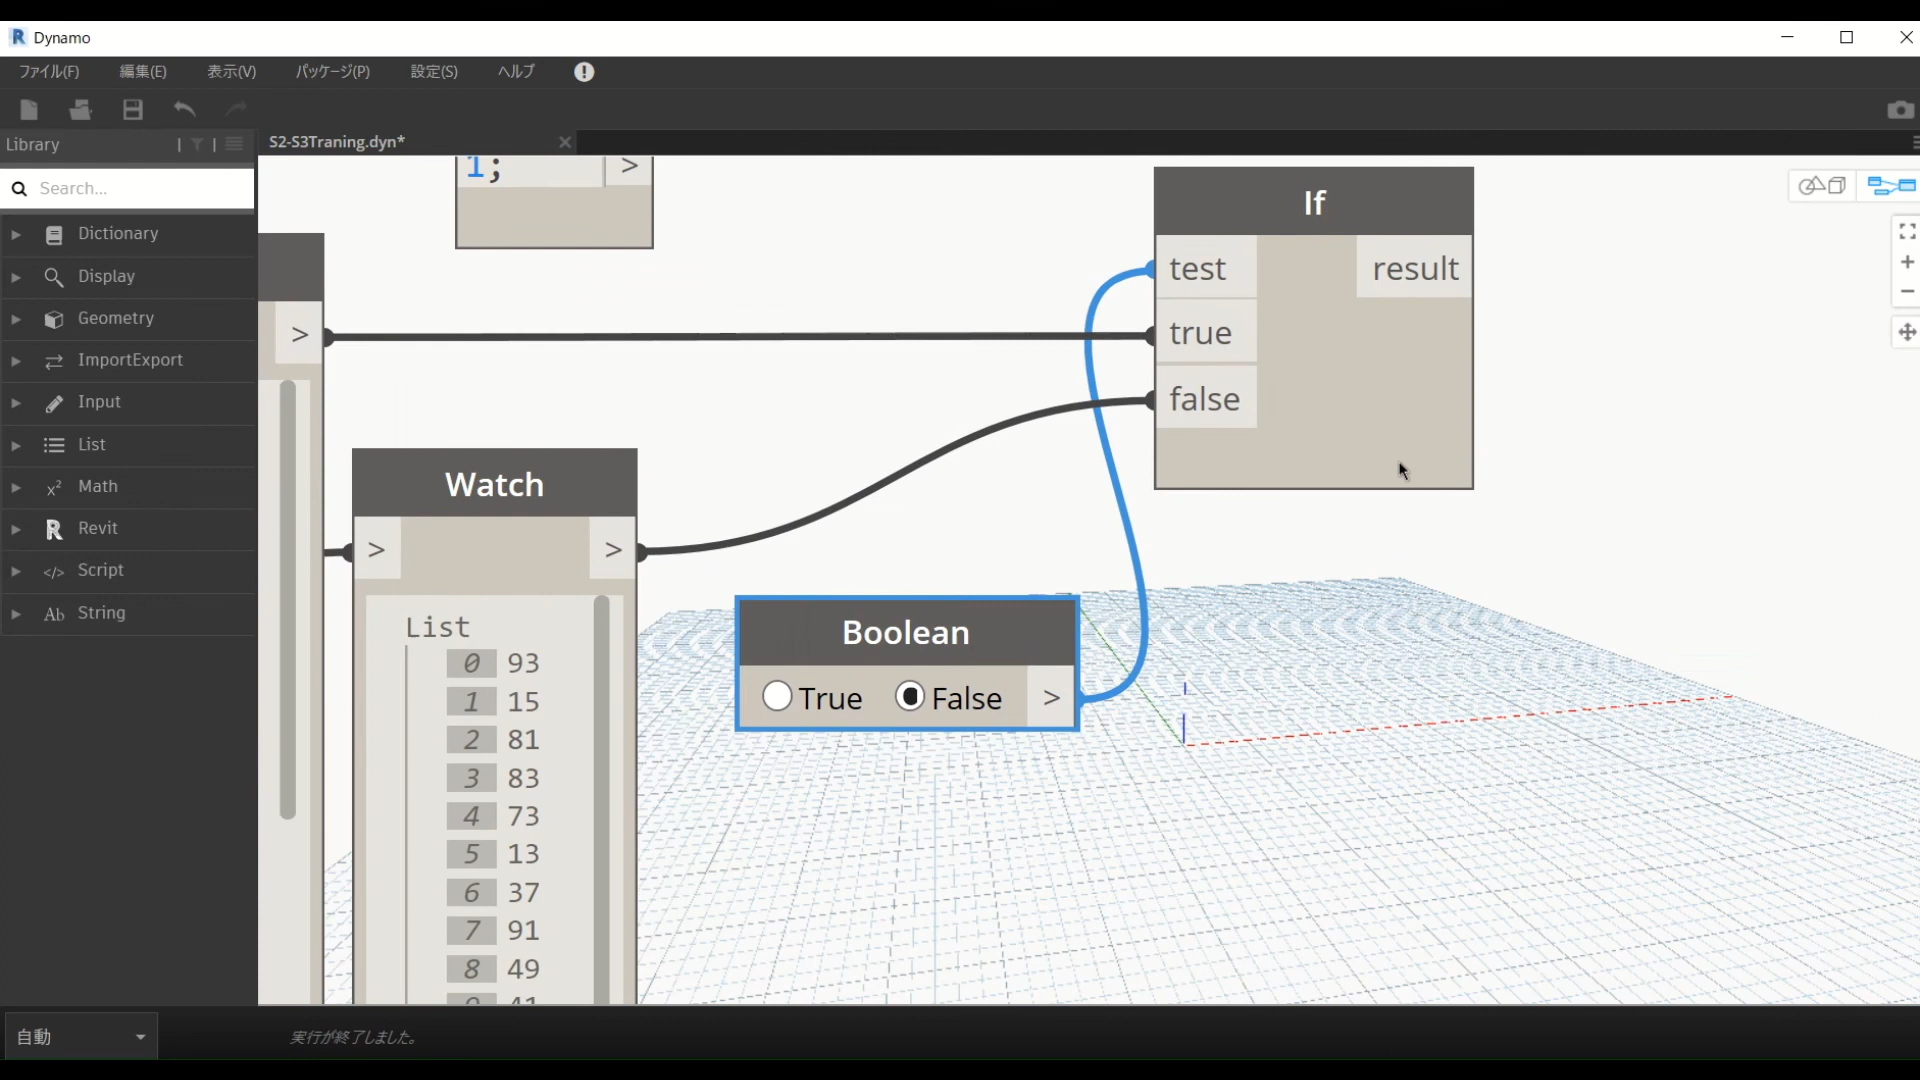 Dynamo
ファイル(F) 編集(E) 表示(V) パッケージ(P) 設定(S) ヘルプ
Library
S2-S3Traning.dyn*
Search...
Dictionary
Display
Geometry
ImportExport
Input
List
Math
Revit
Script
String
1;
>
>
If
test
true
false
result
Watch
>
>
List
0 93
1 15
2 81
3 83
4 73
5 13
6 37
7 91
8 49
Boolean
True False >
自動
実行が終了しました。